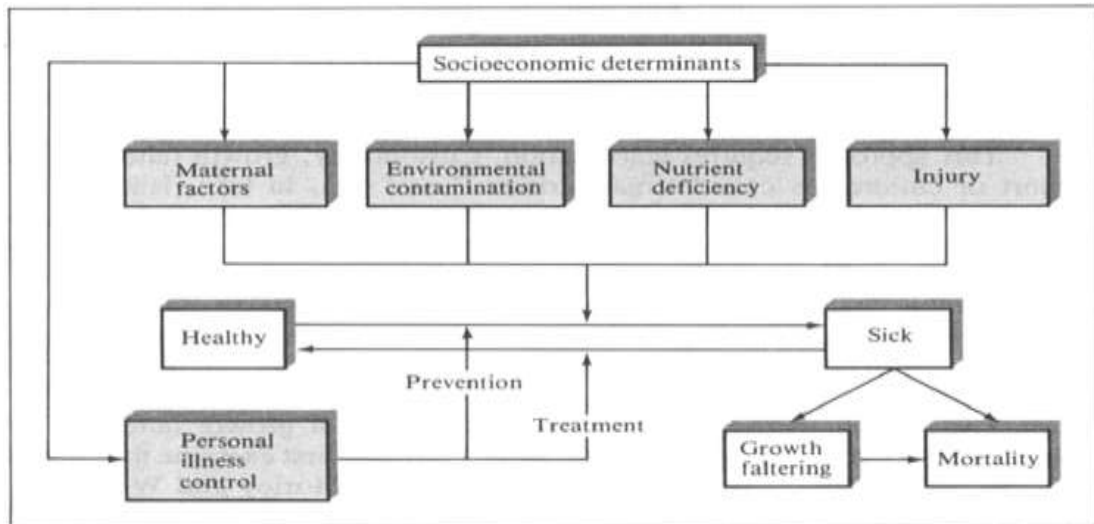 Socioeconomic determinants
Maternal
factors
Environmental
contamination
Nutrient
deficiency
Injury
Healthy
Sick
Prevention
Treatment
Personal
illness
control
Growth
faltering
Mortality